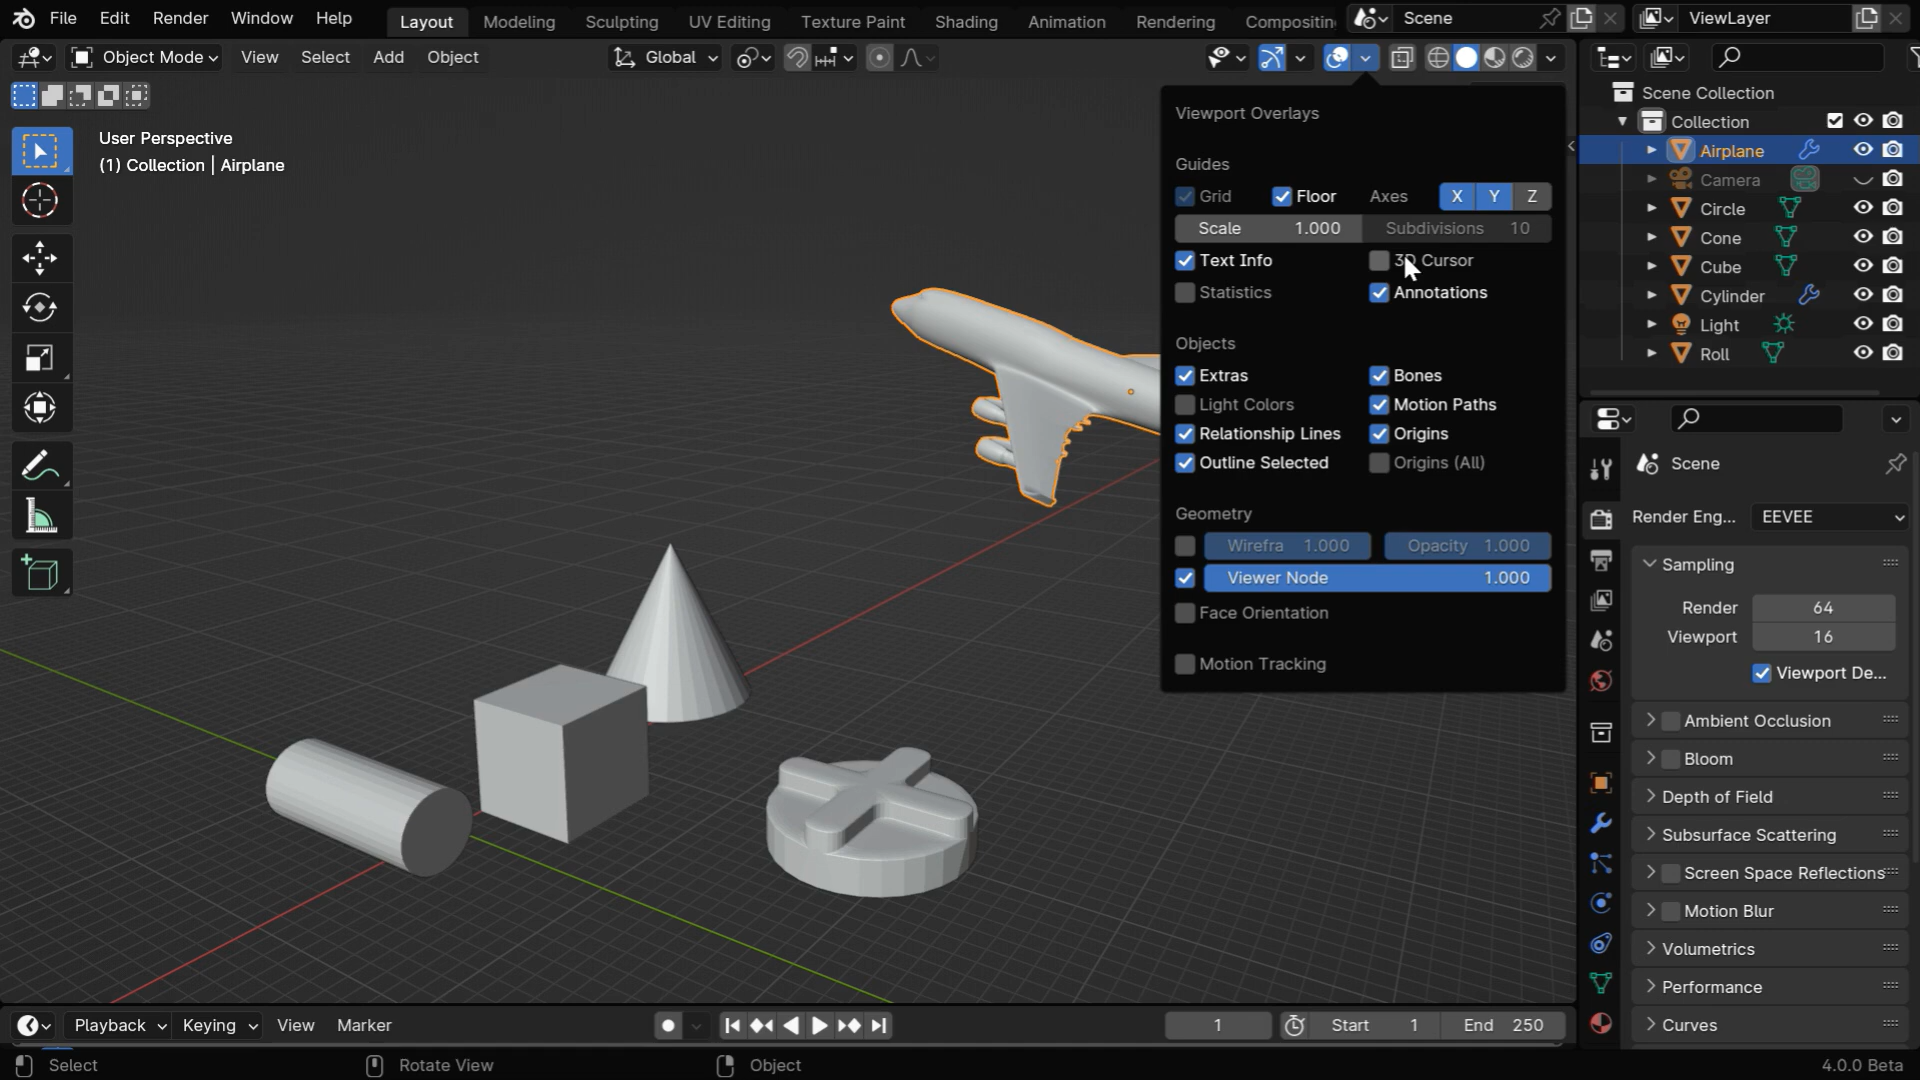 File Edit Render Window Help Layout Modeling Sculpting UV Editing Texture Paint Shading Animation Rendering Compositin Scene ViewLayer
Object Mode View Select Add Object Global
User Perspective
(1) Collection | Airplane
Viewport Overlays
Guides
Grid Floor Axes X Y Z
Scale 1.000 Subdivisions 10
Text Info 3D Cursor
Statistics Annotations
Objects
Extras Bones
Light Colors Motion Paths
Relationship Lines Origins
Outline Selected Origins (All)
Geometry
Wirefra 1.000 Opacity 1.000
Viewer Node 1.000
Face Orientation
Motion Tracking
Scene Collection
Collection
Airplane
Camera
Circle
Cone
Cube
Cylinder
Light
Roll
Scene
Render Eng... EEVEE
Sampling
Render 64
Viewport 16
Viewport De...
Ambient Occlusion
Bloom
Depth of Field
Subsurface Scattering
Screen Space Reflections
Motion Blur
Volumetrics
Performance
Curves
Playback Keying View Marker 1 Start 1 End 250
Select Rotate View Object 4.0.0 Beta